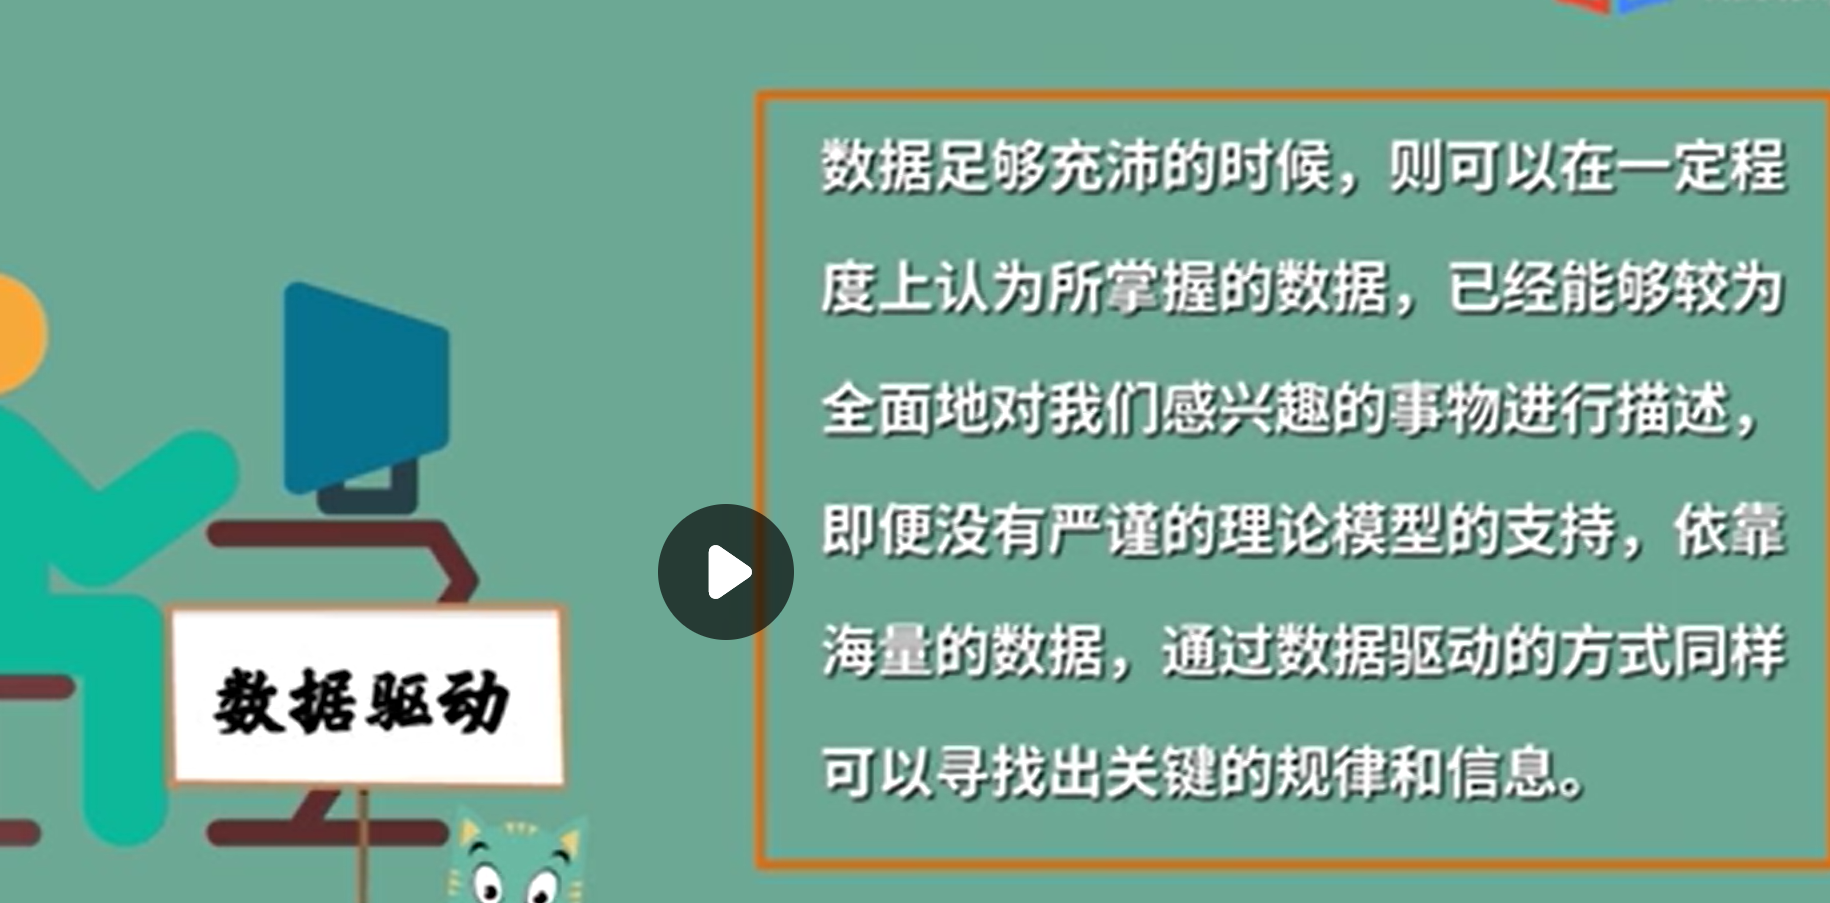 数据足够充沛的时候，则可以在一定程
度上认为所掌握的数据，已经能够较为
全面地对我们感兴趣的事物进行描述，
即便没有严谨的理论模型的支持，依靠
海量的数据，通过数据驱动的方式同样
可以寻找出关键的规律和信息。
数据驱动